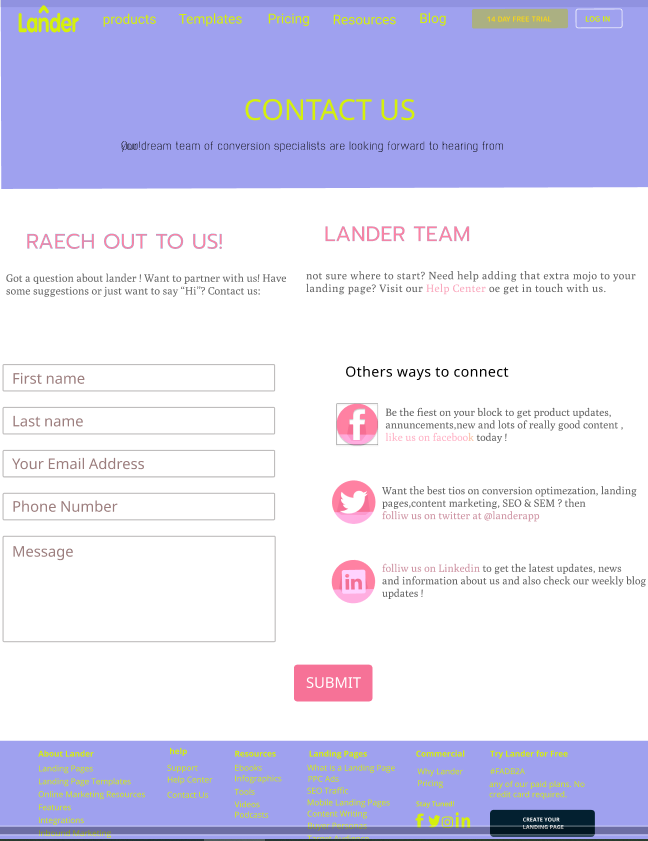 Lander products Templates Pricing Resources Blog 14 DAY FREE TRIAL LOG IN
CONTACT US
dream team of conversion specialists are looking forward to hearing from
RAECH OUT TO US!
Got a question about lander ! Want to partner with us! Have
some suggestions or just want to say “Hi”? Contact us:
LANDER TEAM
not sure where to start? Need help adding that extra mojo to your
landing page? Visit our Help Center oe get in touch with us.
First name
Last name
Your Email Address
Phone Number
Message
Others ways to connect
Be the fiest on your block to get product updates,
annuncements,new and lots of really good content ,
like us on facebook today !
Want the best tios on conversion optimezation, landing
pages,content marketing, SEO & SEM ? then
folliw us on twitter at @landerapp
folliw us on Linkedin to get the latest updates, news
and information about us and also check our weekly blog
updates !
SUBMIT
About Lander
Landing Pages
Landing Page Templates
Online Marketing Resources
Features
Integrations
Inbound Marketing
help
Support
Help Center
Contact Us
Resources
Ebooks
Infographics
Tools
Videos
Podcasts
Landing Pages
What is a Landing Page
PPC Ads
SEO Traffic
Mobile Landing Pages
Content Writing
Buyer Personas
Commercial
Why Lander
Pricing
Stay Tuned!
Try Lander for Free
#FADB2A
any of our paid plans. No
credit card required.
CREATE YOUR
LANDING PAGE